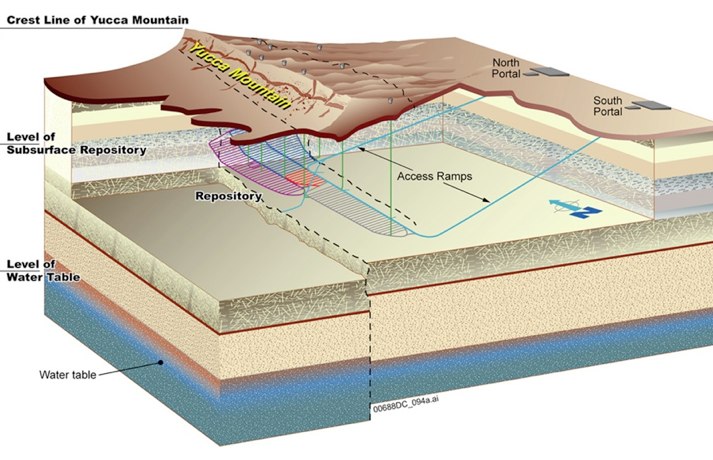 Crest Line of Yucca Mountain
Yucca Mountain
North
Portal
South
Portal
Level of
Subsurface Repository
Access Ramps
Repository
N
Level of
Water Table
Water table
00688DC_094a.ai